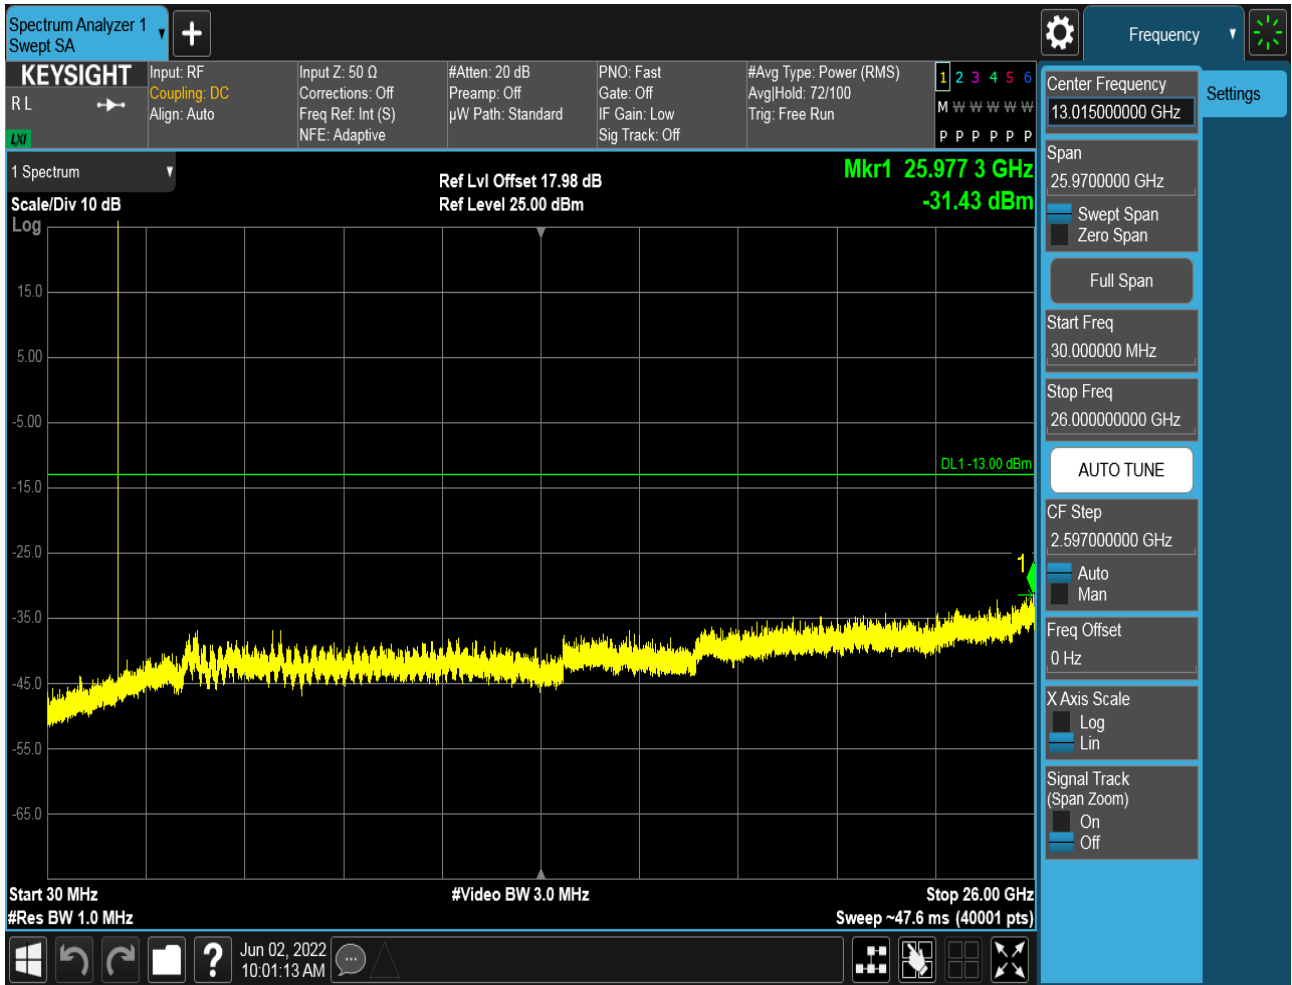 Spectrum Analyzer 1
Swept SA
Frequency
KEYSIGHT
R L
LXI
Input: RF
Coupling: DC
Align: Auto
Input Z: 50 Ω
Corrections: Off
Freq Ref: Int (S)
NFE: Adaptive
#Atten: 20 dB
Preamp: Off
µW Path: Standard
PNO: Fast
Gate: Off
IF Gain: Low
Sig Track: Off
#Avg Type: Power (RMS)
Avg|Hold: 72/100
Trig: Free Run
1 2 3 4 5 6
M W W W W W
P P P P P P
1 Spectrum
Scale/Div 10 dB
Log
Ref Lvl Offset 17.98 dB
Ref Level 25.00 dBm
Mkr1 25.977 3 GHz
-31.43 dBm
15.0
5.00
-5.00
-15.0
-25.0
-35.0
-45.0
-55.0
-65.0
DL1 -13.00 dBm
1
Start 30 MHz
#Res BW 1.0 MHz
#Video BW 3.0 MHz
Stop 26.00 GHz
Sweep ~47.6 ms (40001 pts)
Center Frequency
13.015000000 GHz
Settings
Span
25.9700000 GHz
Swept Span
Zero Span
Full Span
Start Freq
30.000000 MHz
Stop Freq
26.000000000 GHz
AUTO TUNE
CF Step
2.597000000 GHz
Auto
Man
Freq Offset
0 Hz
X Axis Scale
Log
Lin
Signal Track
(Span Zoom)
On
Off
?
Jun 02, 2022
10:01:13 AM